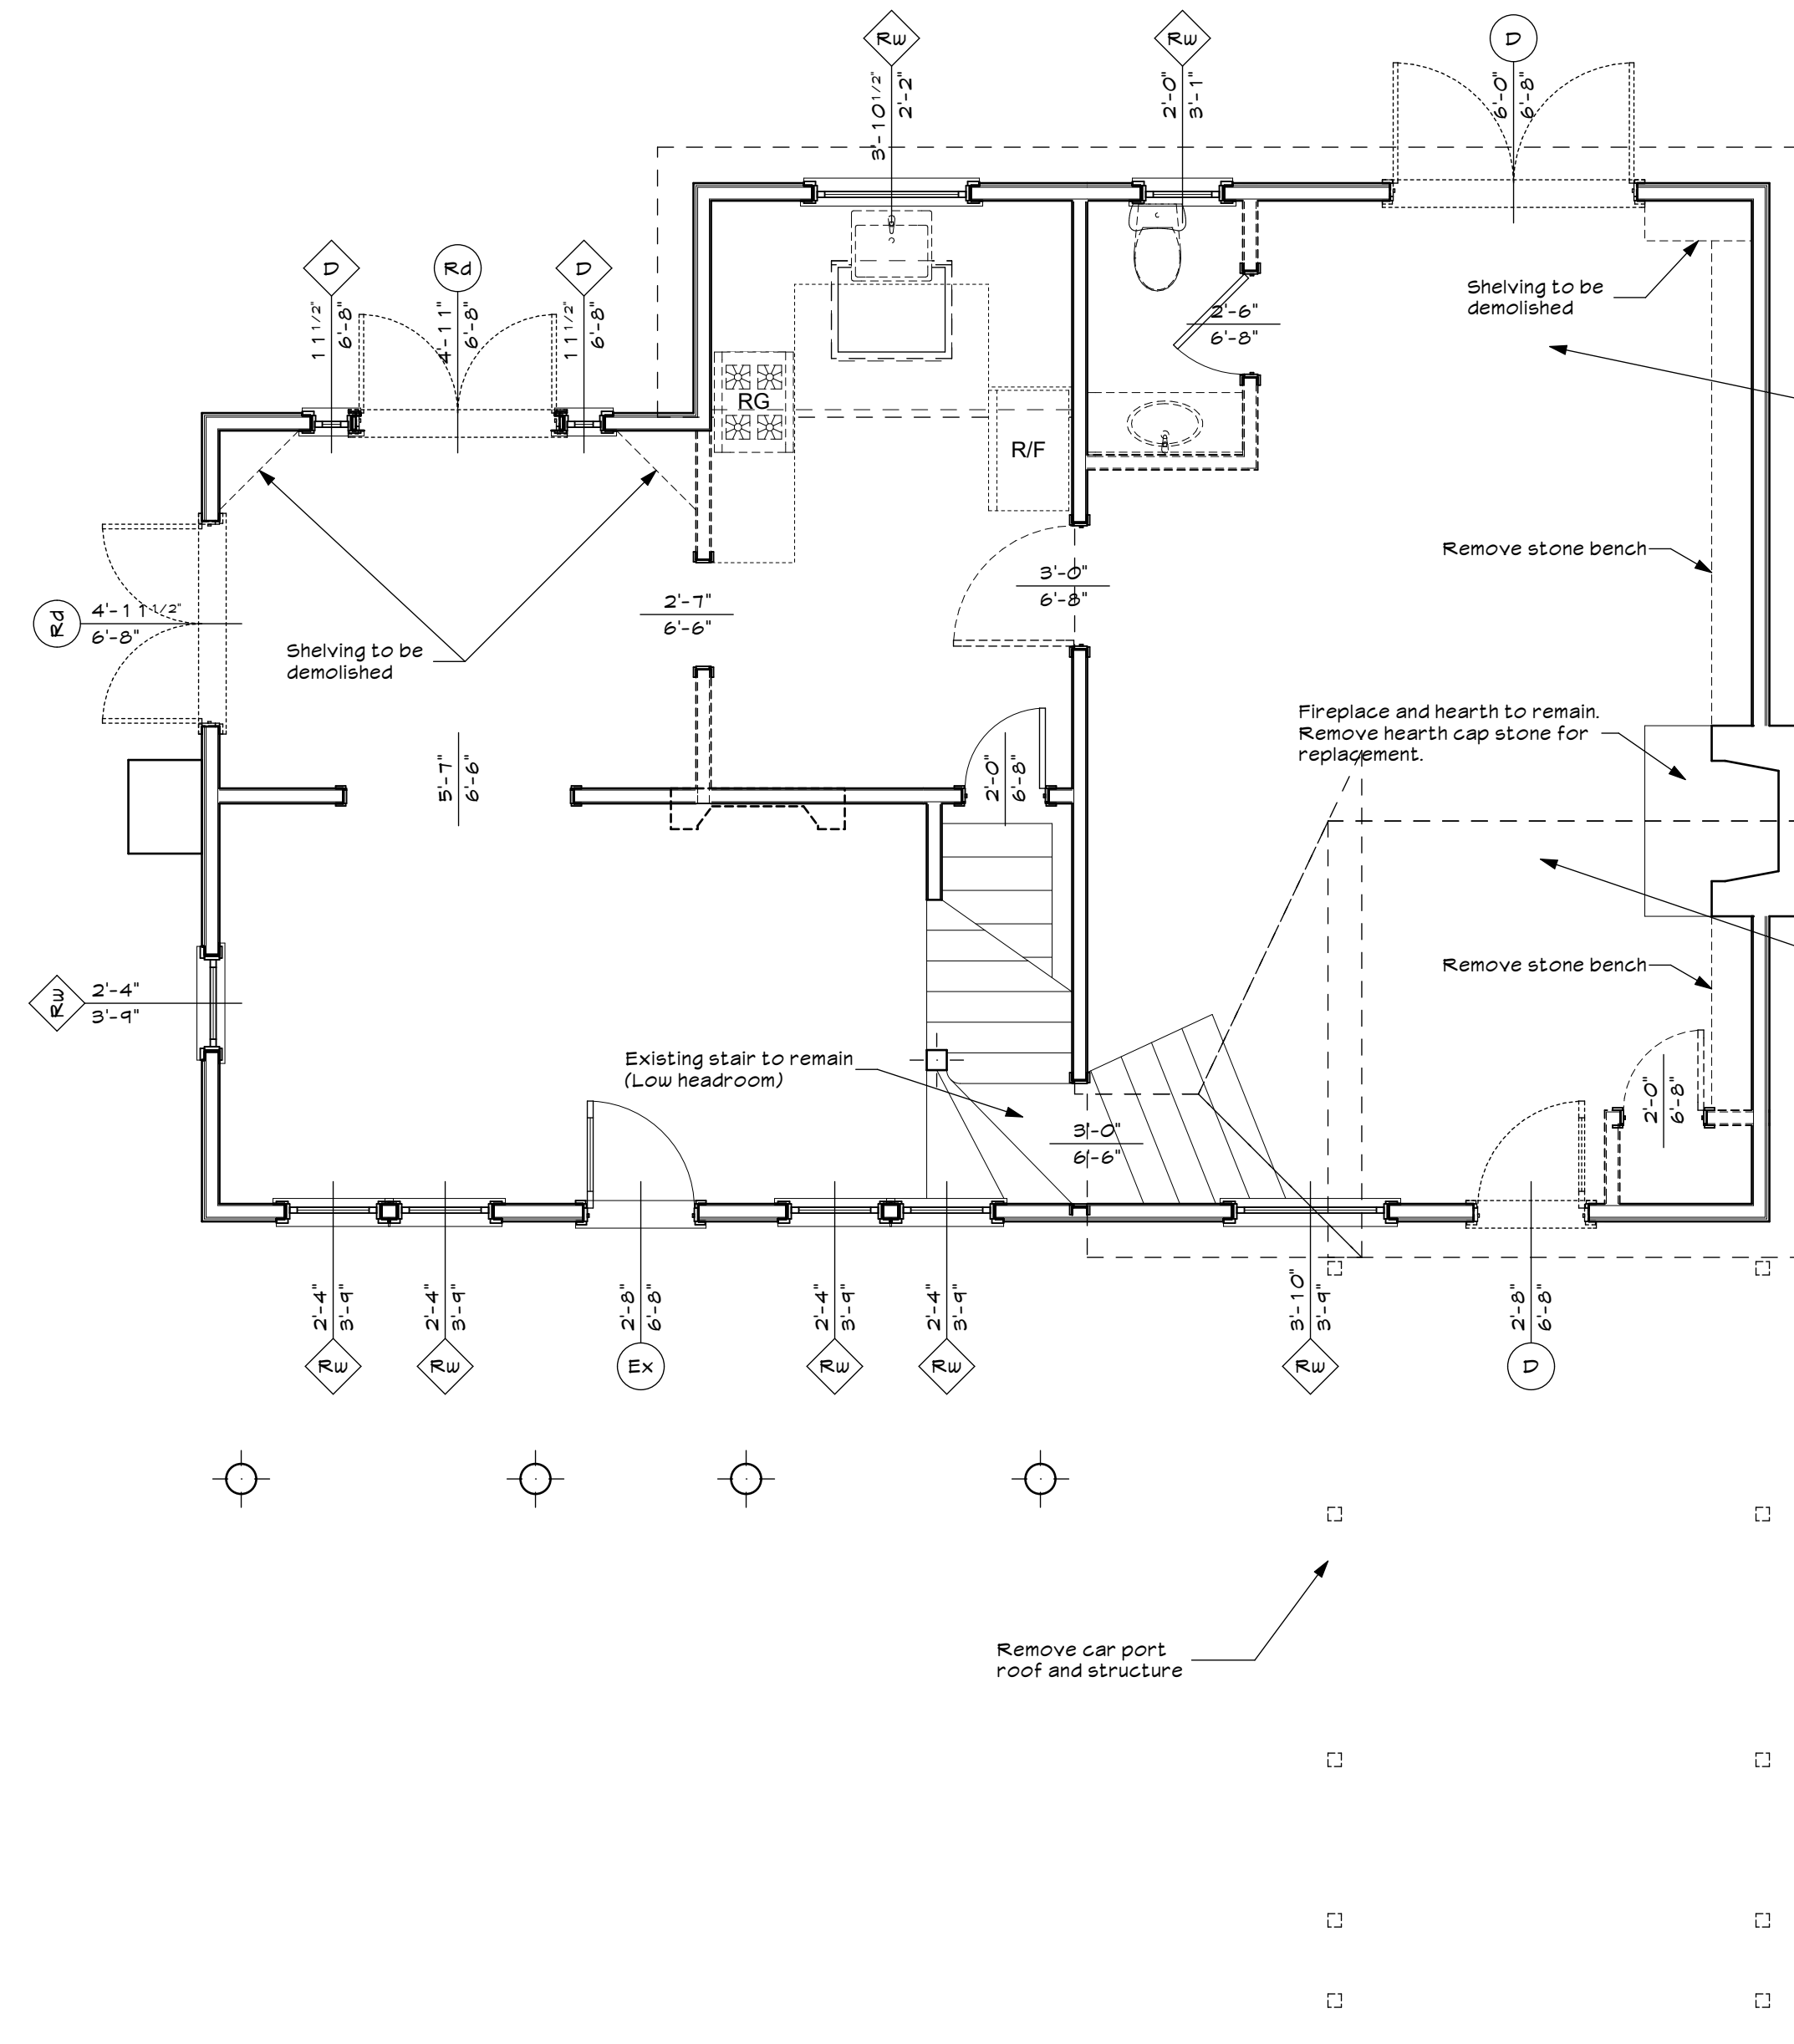 Rw
3'-10 1/2"
2'-2"
Rw
2'-0"
3'-1"
D
6'-0"
6'-8"
D
11 1/2"
6'-8"
Rd
4'-11"
6'-8"
D
11 1/2"
6'-8"
Shelving to be
demolished
2'-6"
6'-8"
RG
R/F
Remove stone bench
3'-0"
6'-8"
2'-7"
6'-6"
Rd
4'-11 1/2"
6'-8"
Shelving to be
demolished
Fireplace and hearth to remain.
Remove hearth cap stone for
replacement.
5'-7"
6'-6"
2'-0"
6'-8"
Remove stone bench
Rw
2'-4"
3'-9"
Existing stair to remain
(Low headroom)
2'-0"
6'-8"
3'-0"
6'-6"
2'-4"
3'-9"
Rw
2'-4"
3'-9"
Rw
2'-8"
6'-8"
Ex
2'-4"
3'-9"
Rw
2'-4"
3'-9"
Rw
3'-10"
3'-9"
Rw
2'-8"
6'-8"
D
Remove car port
roof and structure